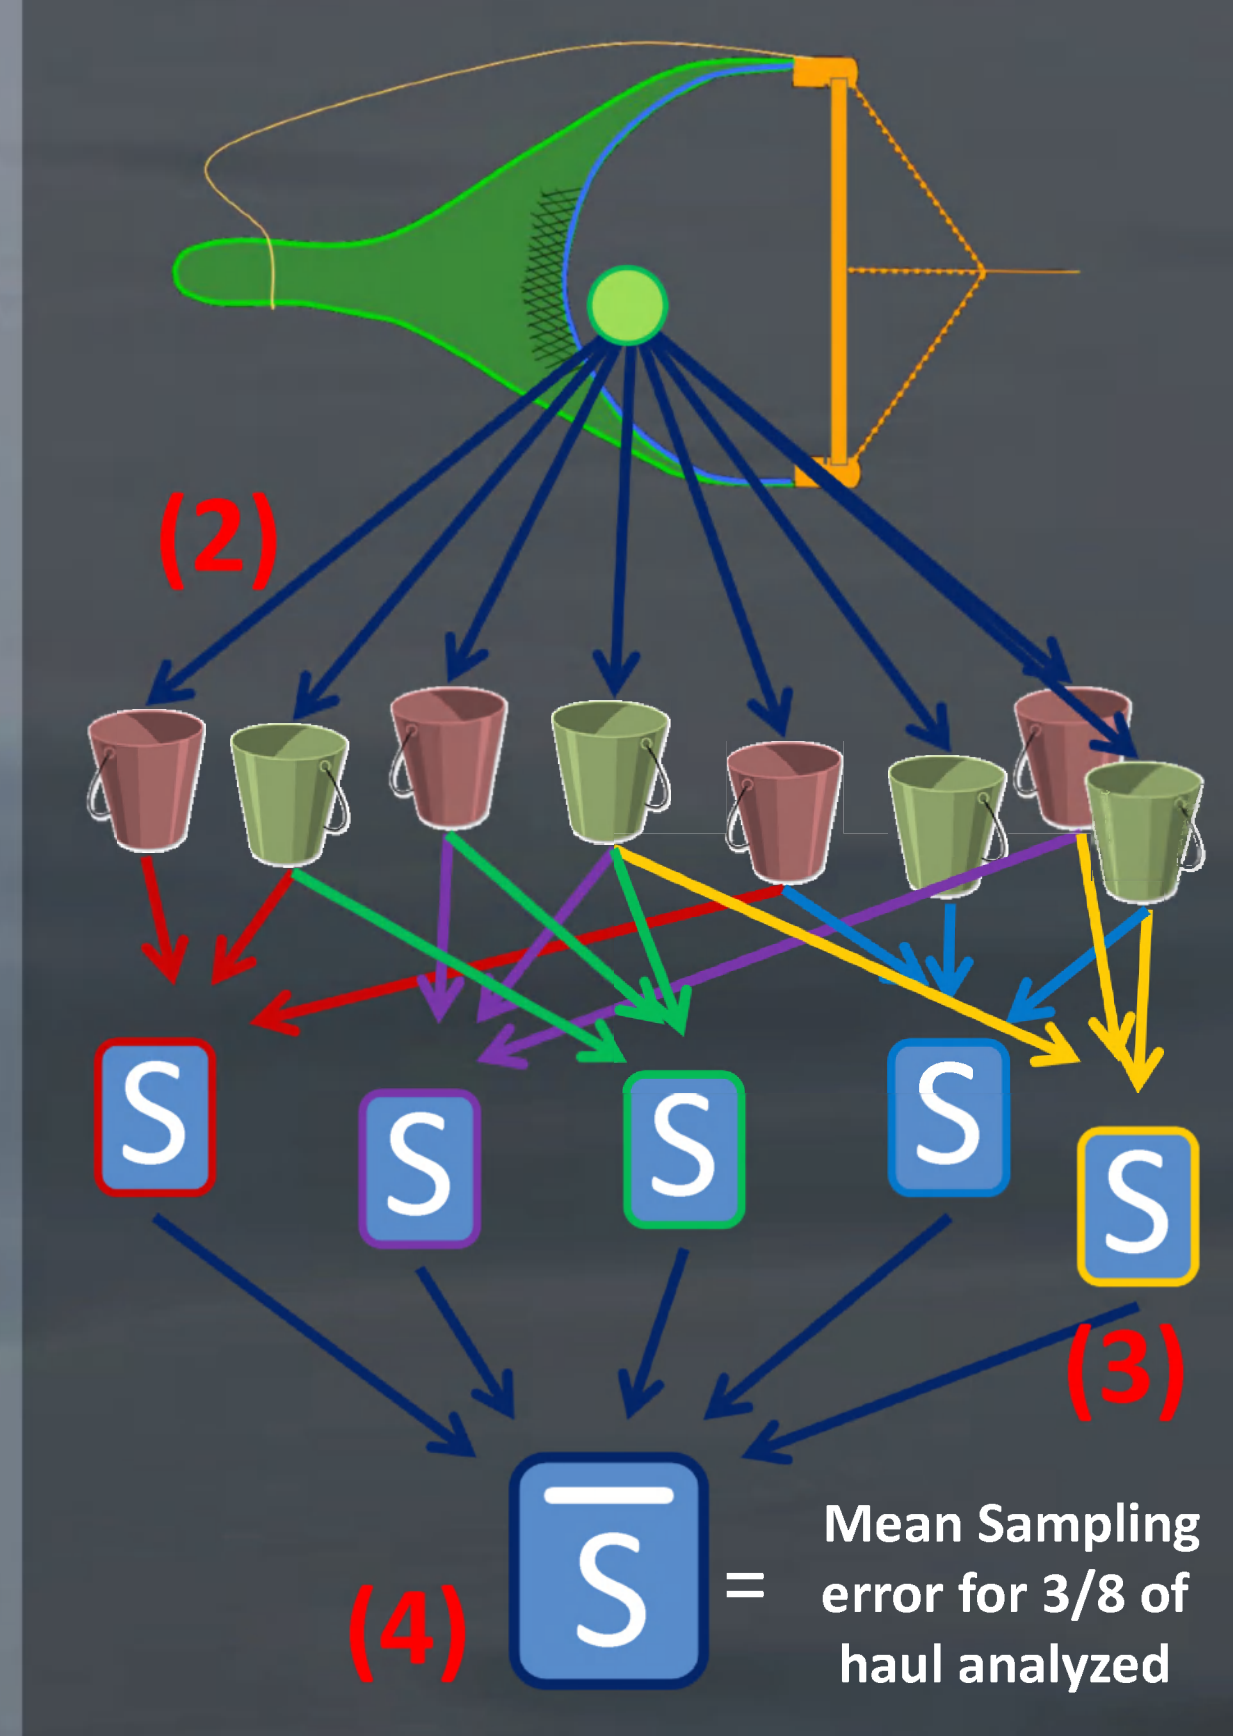 (2)
S
S
S
S
S
(3)
S
=
Mean Sampling
error for 3/8 of
haul analyzed
(4)